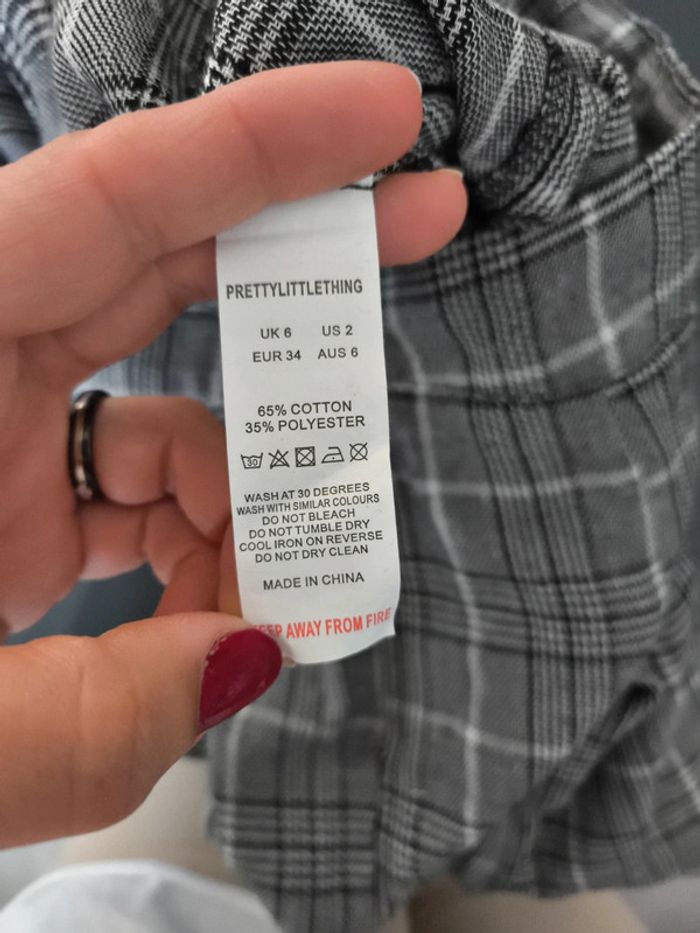 PRETTYLITTLETHING
UK 6 US 2
EUR 34 AUS 6
65% COTTON
35% POLYESTER
30
WASH AT 30 DEGREES
WASH WITH SIMILAR COLOURS
DO NOT BLEACH
DO NOT TUMBLE DRY
COOL IRON ON REVERSE
DO NOT DRY CLEAN
MADE IN CHINA
AWAY FROM FIRE